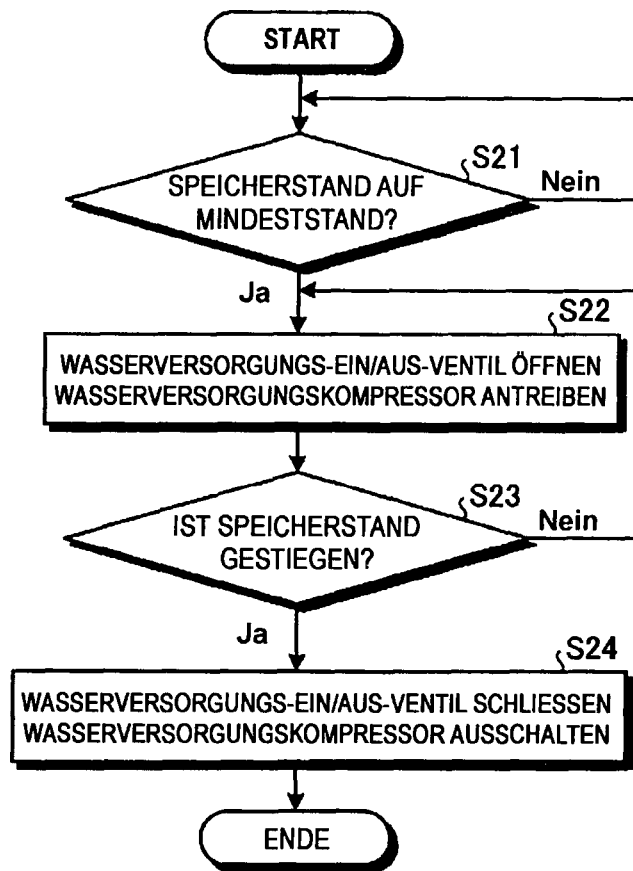 START
S21
SPEICHERSTAND AUF
MINDESTSTAND?
Nein
Ja
S22
WASSERVERSORGUNGS-EIN/AUS-VENTIL ÖFFNEN
WASSERVERSORGUNGSKOMPRESSOR ANTREIBEN
S23
IST SPEICHERSTAND
GESTIEGEN?
Nein
Ja
S24
WASSERVERSORGUNGS-EIN/AUS-VENTIL SCHLIESSEN
WASSERVERSORGUNGSKOMPRESSOR AUSSCHALTEN
ENDE